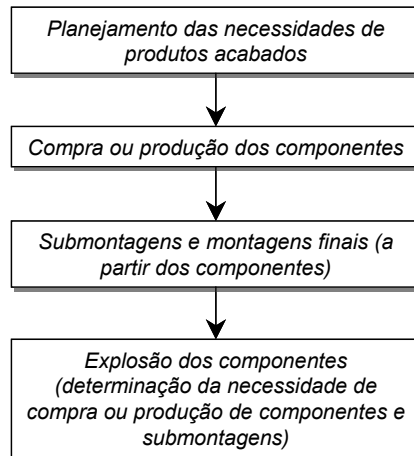 Planejamento das necessidades de
produtos acabados
Compra ou produção dos componentes
Submontagens e montagens finais (a
partir dos componentes)
Explosão dos componentes
(determinação da necessidade de
compra ou produção de componentes e
submontagens)